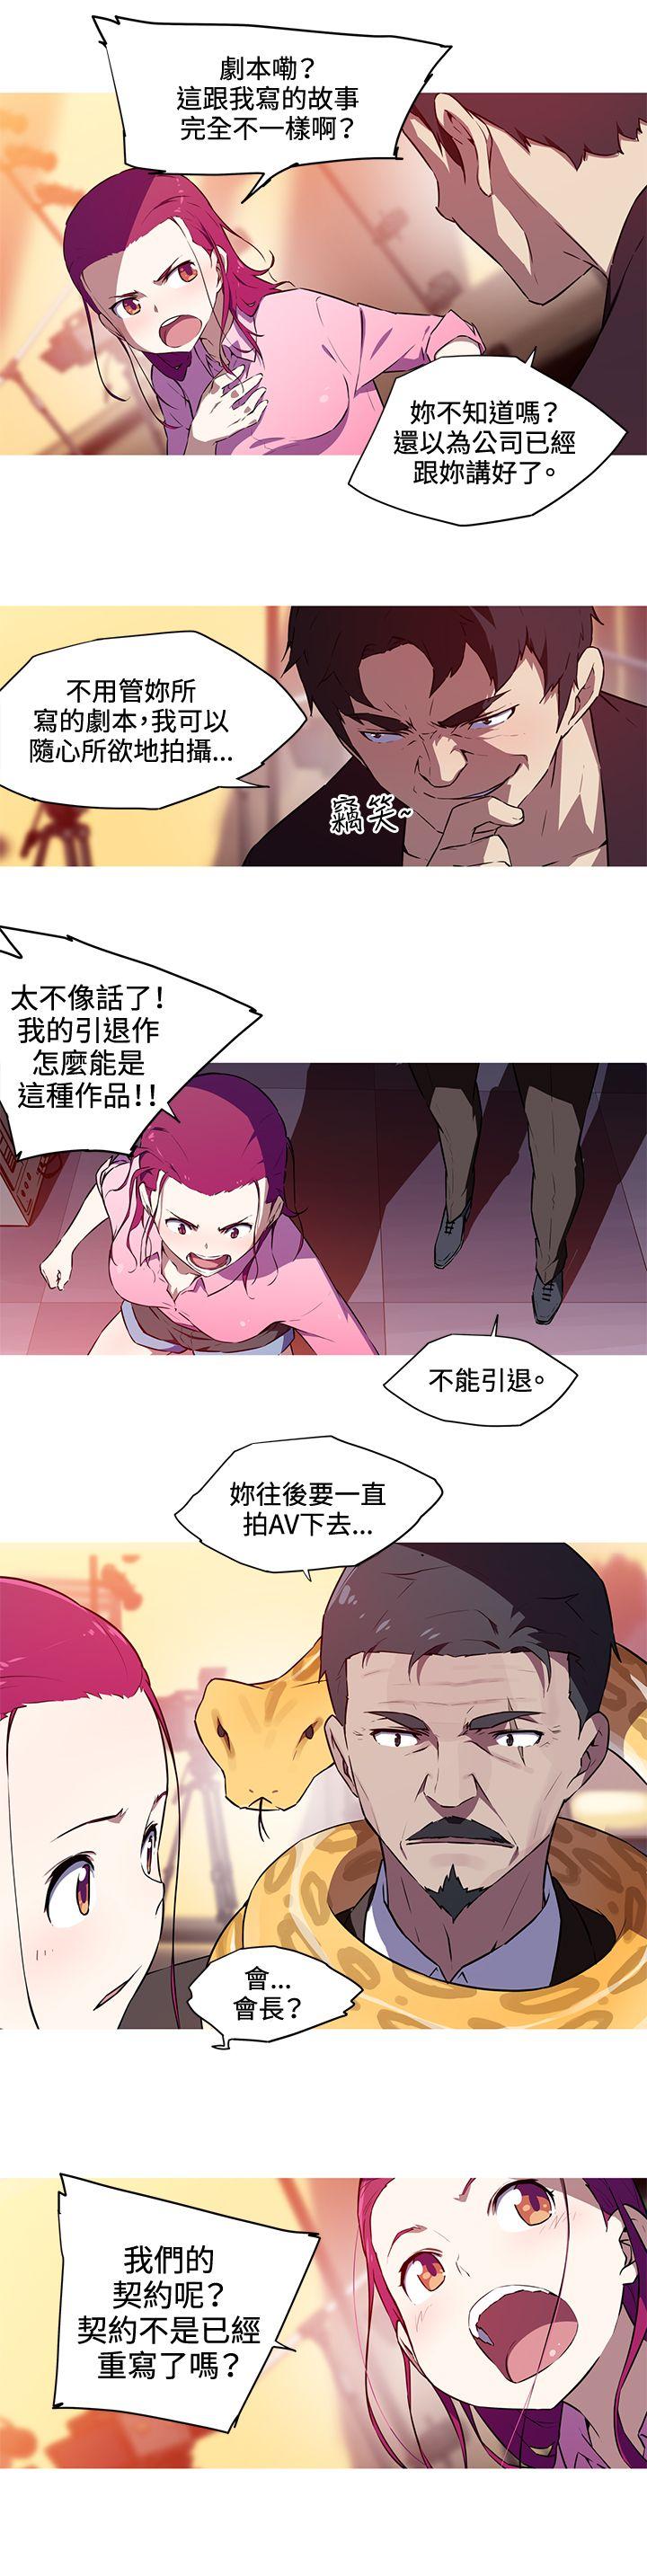 劇本嘞？
這跟我寫的故事
完全不一樣啊？
妳不知道嗎？
還以為公司已經
跟妳講好了。
不用管妳所
寫的劇本，我可以
隨心所欲地拍攝...
竊笑~
太不像話了！
我的引退作
怎麼能是
這種作品！！
不能引退。
妳往後要一直
拍AV下去...
會...
會長？
我們的
契約呢？
契約不是已經
重寫了嗎？